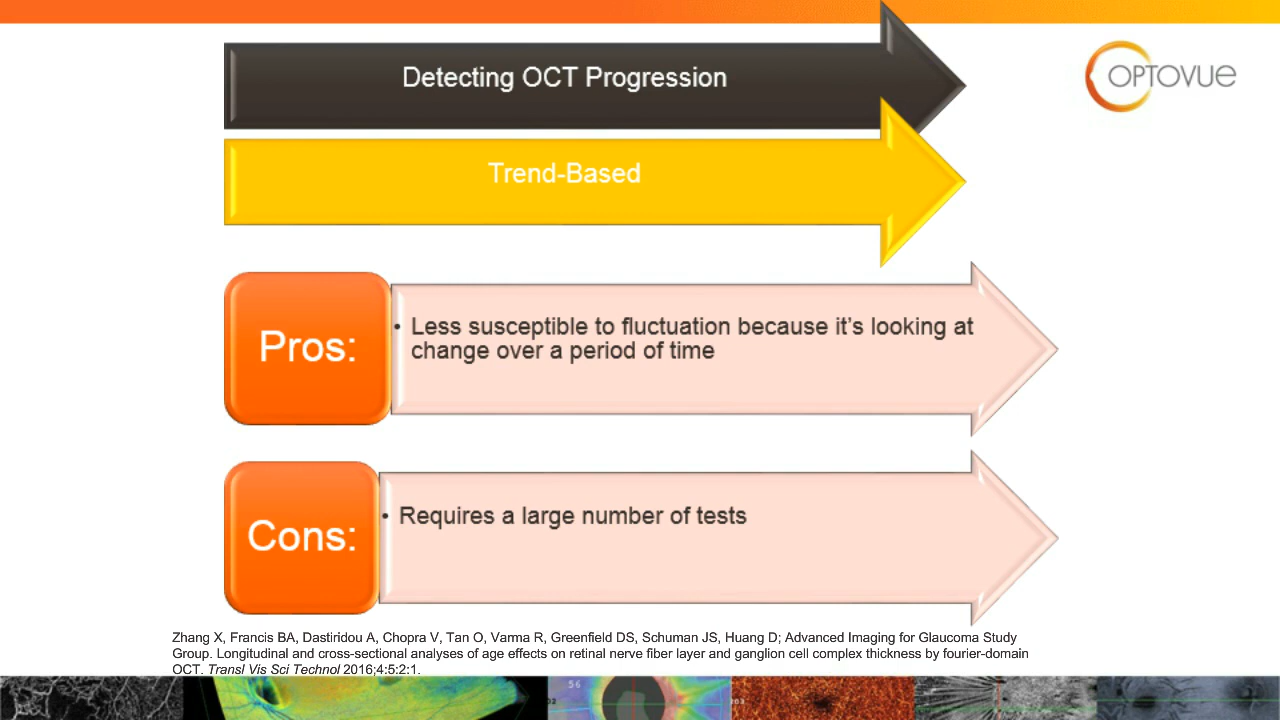 Detecting OCT Progression
OPTOVUE
Trend-Based
Pros:
• Less susceptible to fluctuation because it's looking at
change over a period of time
Cons:
• Requires a large number of tests
Zhang X, Francis BA, Dastiridou A, Chopra V, Tan O, Varma R, Greenfield DS, Schuman JS, Huang D; Advanced Imaging for Glaucoma Study
Group. Longitudinal and cross-sectional analyses of age effects on retinal nerve fiber layer and ganglion cell complex thickness by fourier-domain
OCT. Transl Vis Sci Technol 2016;4:5:2:1.
56